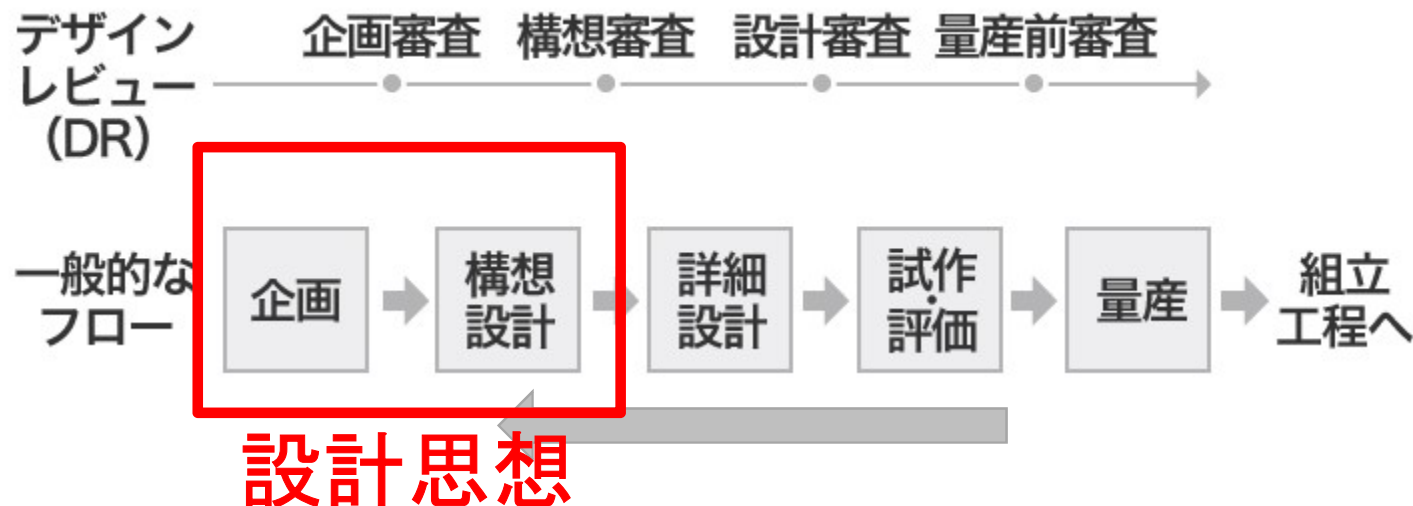 デザイン
レビュー
（DR）
企画審査
構想審査
設計審査
量産前審査
一般的な
フロー
企画
構想
設計
詳細
設計
試作
・
評価
量産
組立
工程へ
設計思想